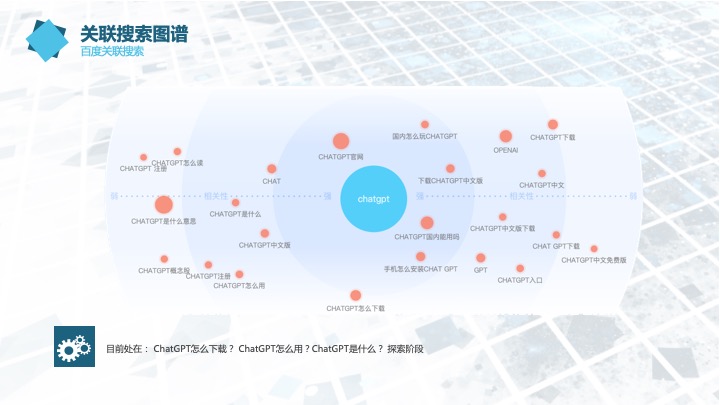 关联搜索图谱
百度关联搜索
国内怎么玩CHATGPT
OPENAI
CHATGPT下载
CHATGPT官网
CHATGPT怎么读
CHATGPT 注册
CHAT
下载CHATGPT中文版
CHATGPT中文
弱 相关性 强
chatgpt
强 相关性 弱
CHATGPT是什么意思
CHATGPT是什么
CHATGPT国内能用吗
CHATGPT中文版下载
CHATGPT中文版
CHAT GPT下载
CHATGPT中文免费版
CHATGPT概念股
CHATGPT注册
CHATGPT怎么用
手机怎么安装CHAT GPT
GPT
CHATGPT入口
CHATGPT怎么下载
目前处在： ChatGPT怎么下载？ ChatGPT怎么用？ChatGPT是什么？ 探索阶段